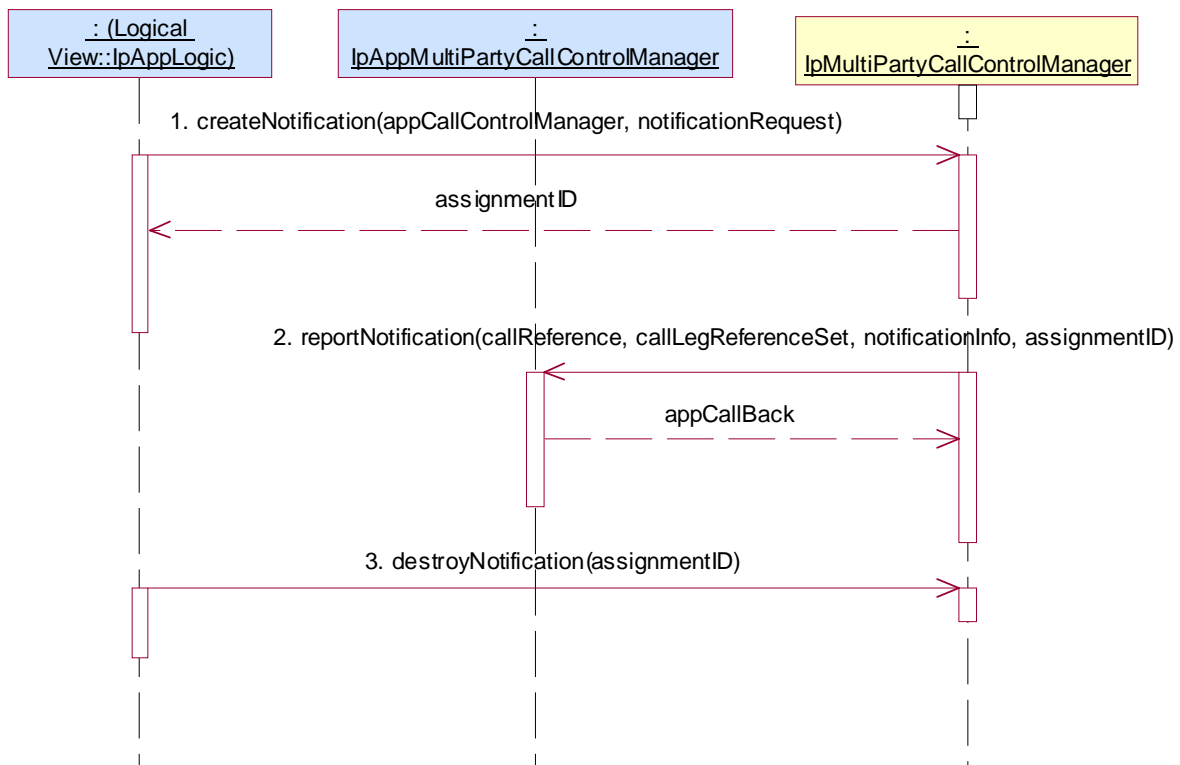 : (Logical
View::IpAppLogic)
:
IpAppMultiPartyCallControlManager
:
IpMultiPartyCallControlManager
1. createNotification(appCallControlManager, notificationRequest)
assignmentID
2. reportNotification(callReference, callLegReferenceSet, notificationInfo, assignmentID)
appCallBack
3. destroyNotification(assignmentID)